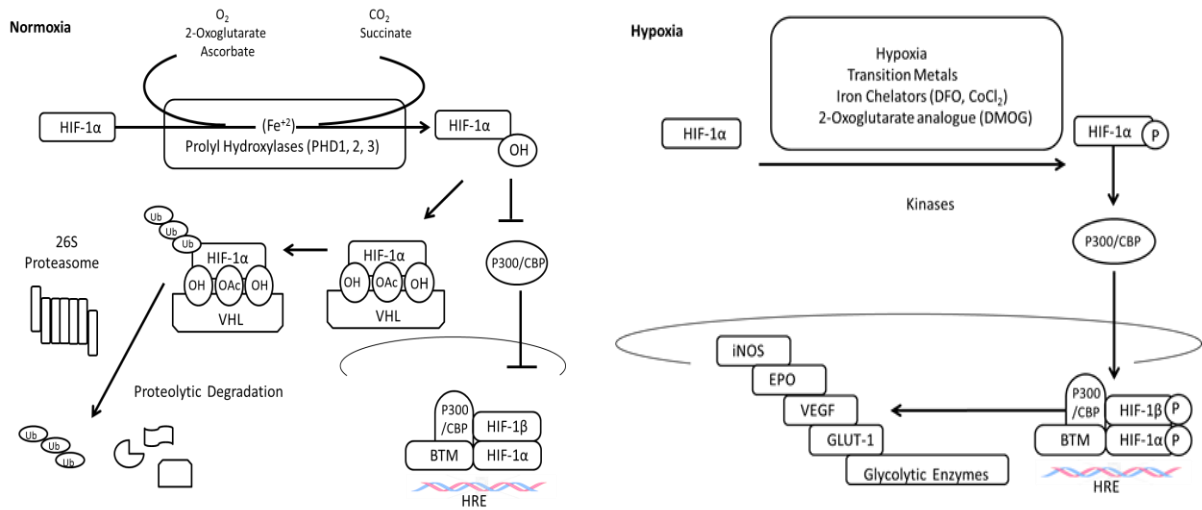 Normoxia
O2
2-Oxoglutarate
Ascorbate
CO2
Succinate
HIF-1α
(Fe+2)
Prolyl Hydroxylases (PHD1, 2, 3)
HIF-1α
OH
Ub
Ub
Ub
HIF-1α
OH
OAc
OH
VHL
HIF-1α
OH
OAc
OH
VHL
P300/CBP
26S
Proteasome
Proteolytic Degradation
Ub
Ub
Ub
P300
/CBP
HIF-1β
BTM
HIF-1α
HRE
Hypoxia
Hypoxia
Transition Metals
Iron Chelators (DFO, CoCl2)
2-Oxoglutarate analogue (DMOG)
HIF-1α
HIF-1α
P
Kinases
P300/CBP
iNOS
EPO
VEGF
GLUT-1
Glycolytic Enzymes
P300
/CBP
HIF-1β
P
BTM
HIF-1α
P
HRE